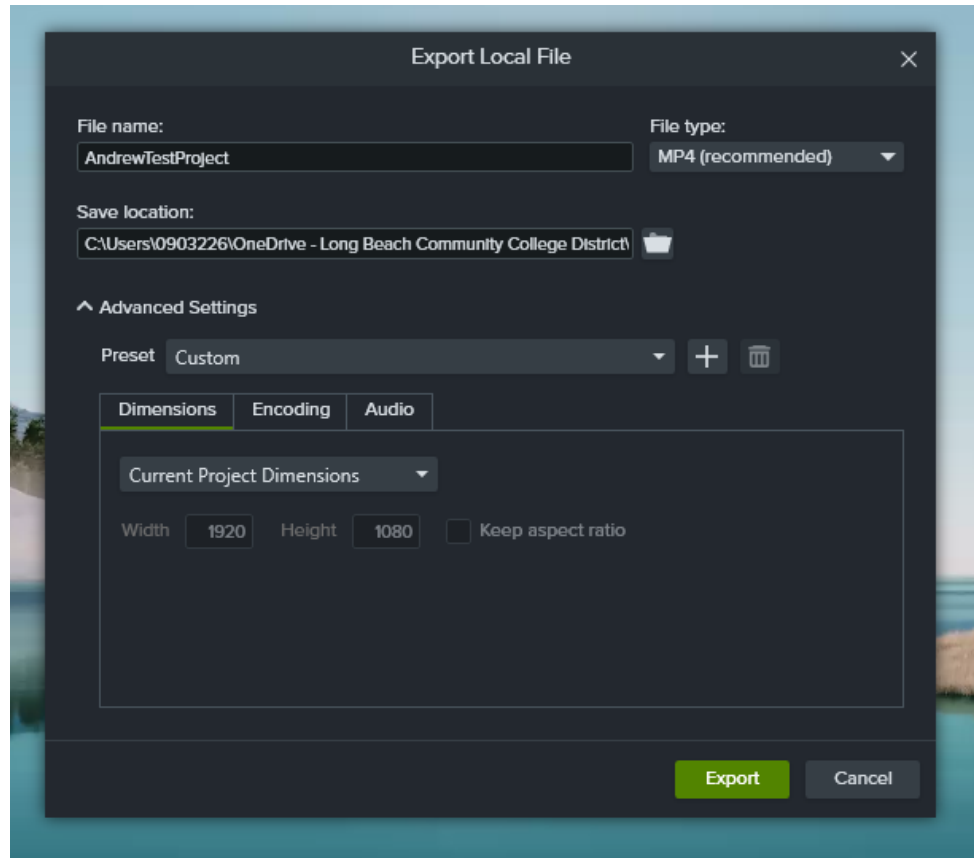 Export Local File
File name:
File type:
AndrewTestProject
MP4 (recommended)
Save location:
C:\Users\0903226\OneDrive - Long Beach Community College District\
Advanced Settings
Preset Custom
Dimensions Encoding Audio
Current Project Dimensions
Width 1920 Height 1080 Keep aspect ratio
Export Cancel